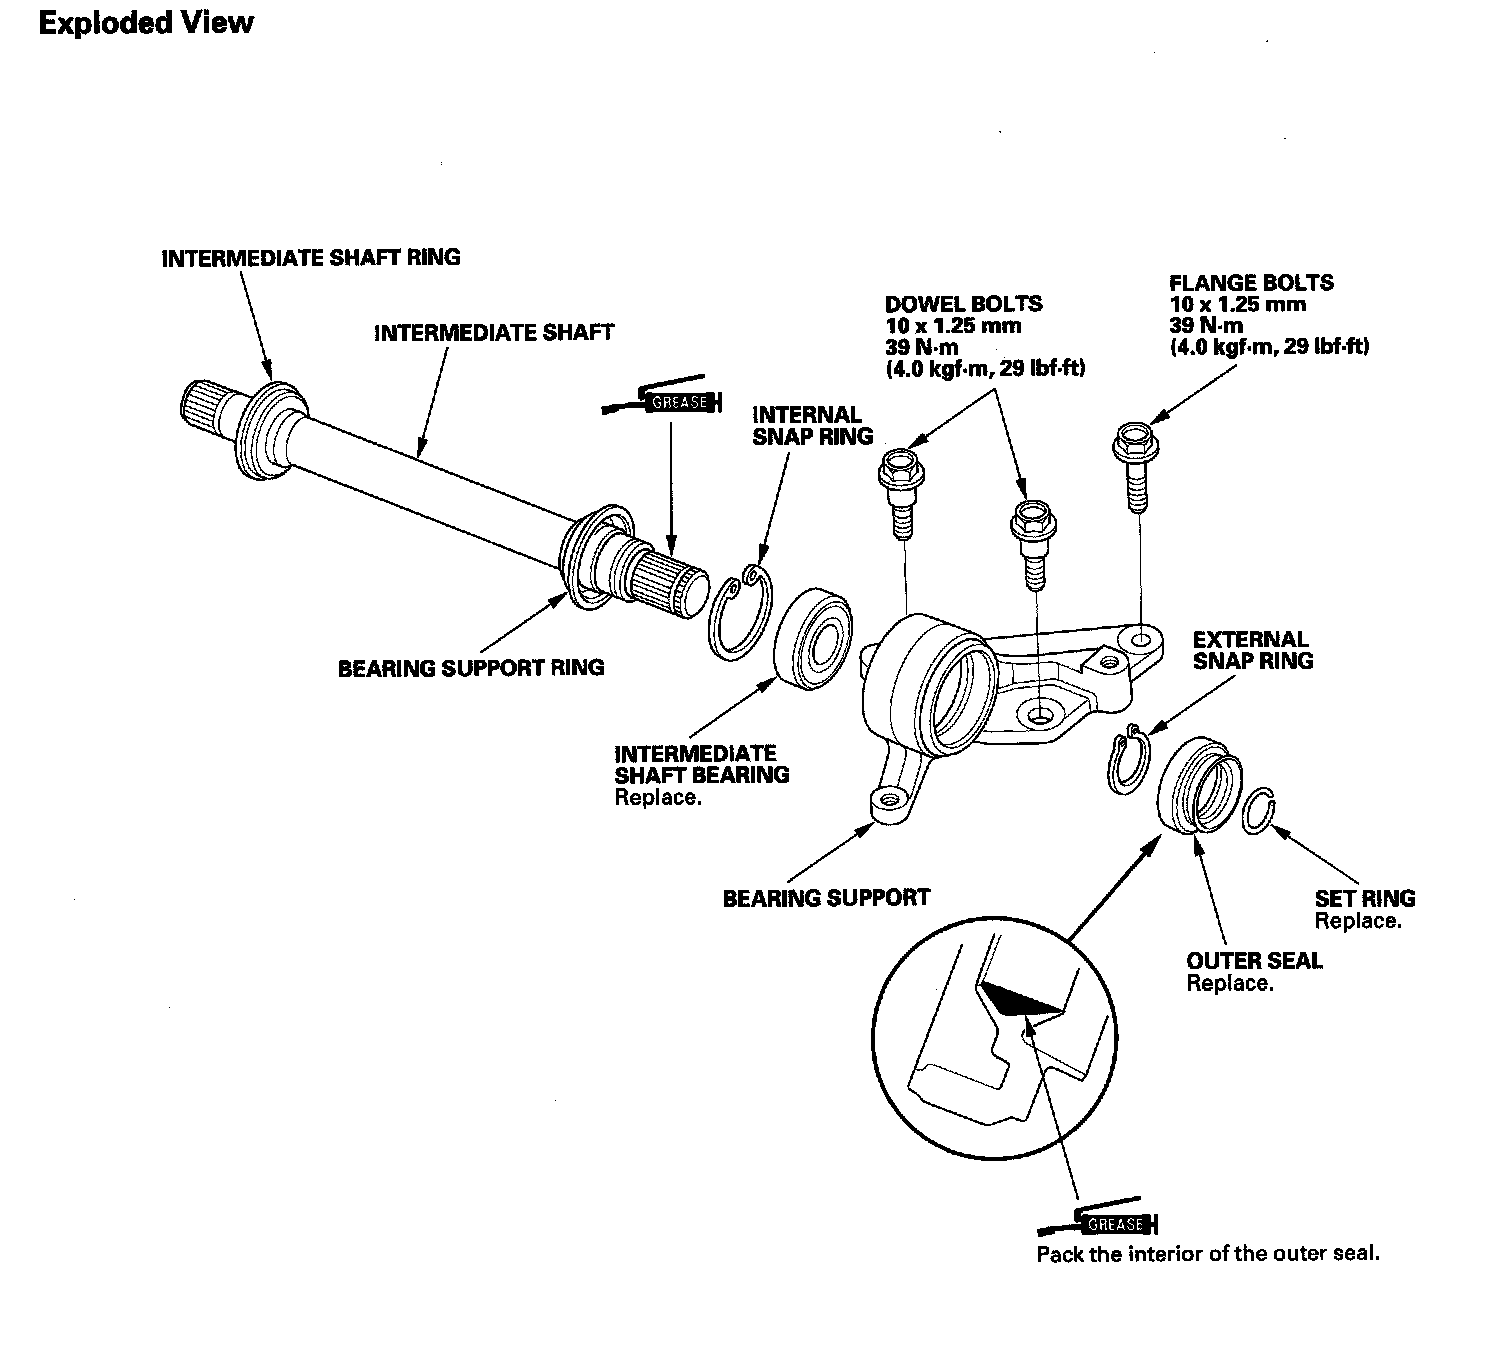 Exploded View
INTERMEDIATE SHAFT RING
INTERMEDIATE SHAFT
GREASE
INTERNAL
SNAP RING
DOWEL BOLTS
10 x 1.25 mm
39 N·m
(4.0 kgf·m, 29 lbf·ft)
FLANGE BOLTS
10 x 1.25 mm
39 N·m
(4.0 kgf·m, 29 lbf·ft)
BEARING SUPPORT RING
EXTERNAL
SNAP RING
INTERMEDIATE
SHAFT BEARING
Replace.
BEARING SUPPORT
SET RING
Replace.
OUTER SEAL
Replace.
GREASE
Pack the interior of the outer seal.